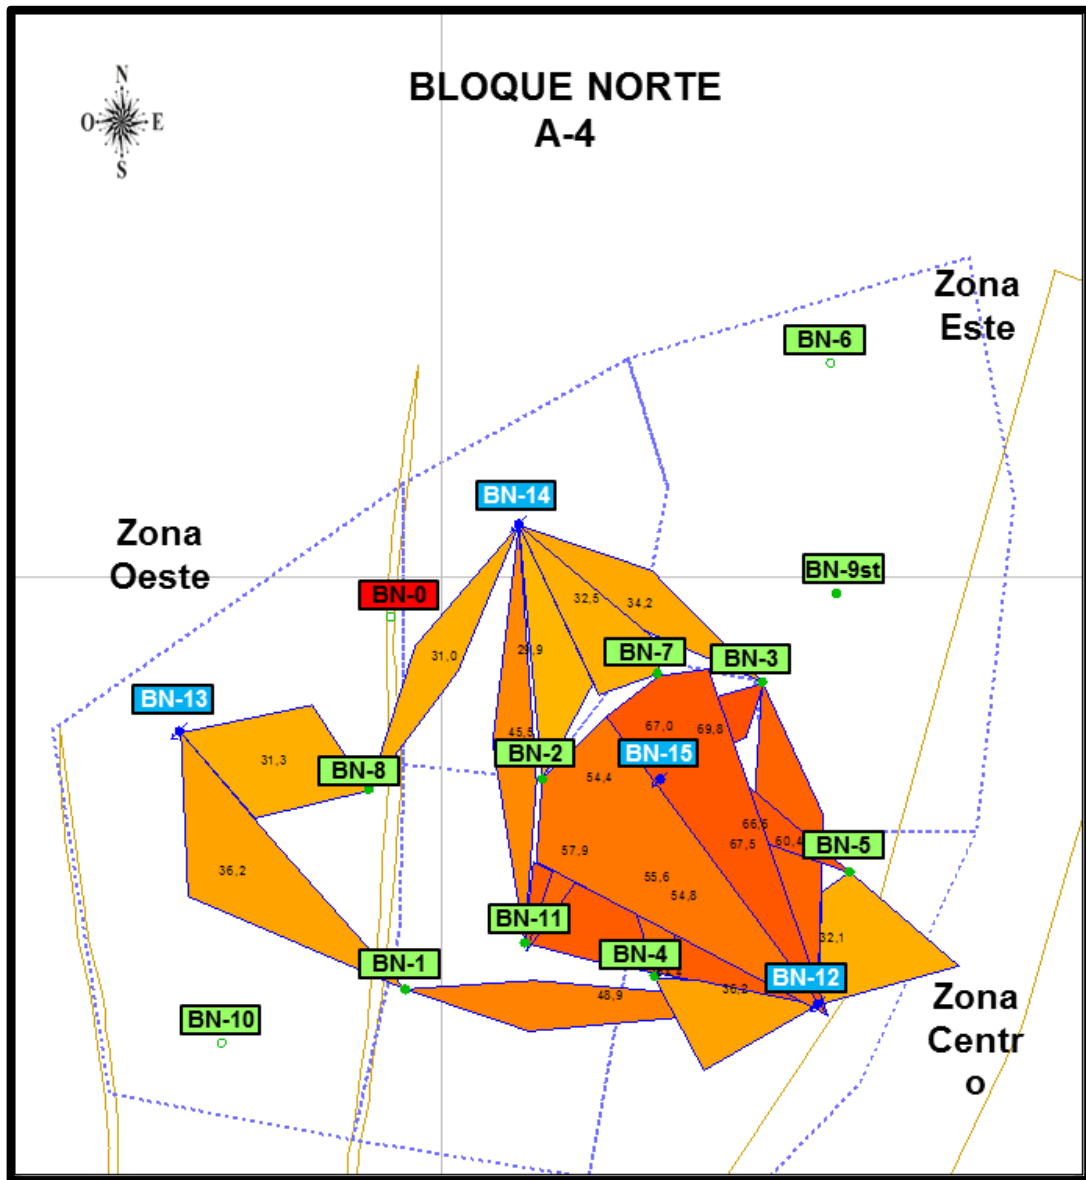 BLOQUE NORTE
A-4
N
O
E
S
Zona
Este
BN-6
BN-14
Zona
Oeste
BN-9st
BN-0
32,5
34,2
31,0
29,9
BN-7
BN-3
BN-13
45,5
67,0
69,8
BN-2
BN-15
31,3
BN-8
54,4
66,6
67,5
60,4
BN-5
57,9
36,2
55,6
54,8
BN-11
32,1
BN-4
BN-1
BN-12
36,2
48,9
Zona
Centr
o
BN-10